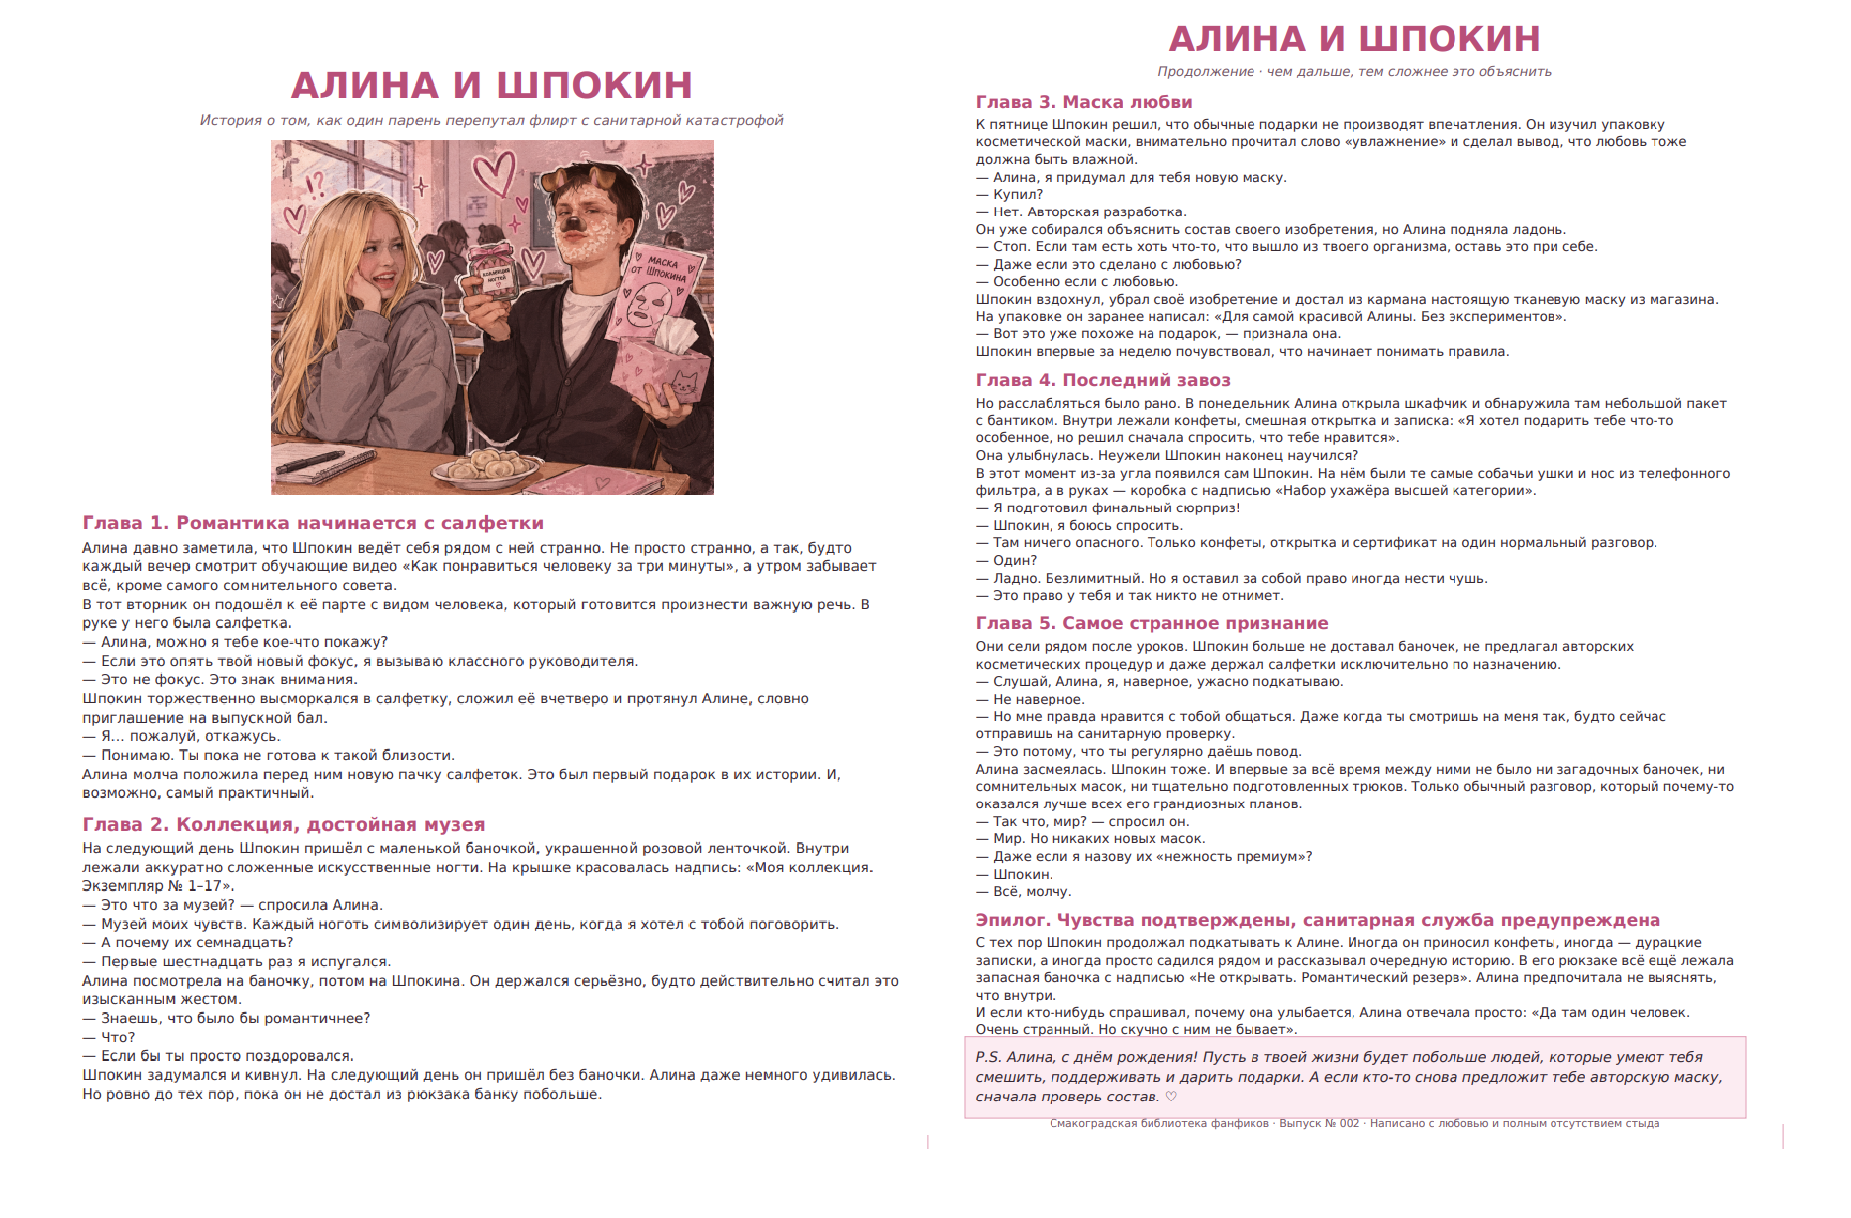 АЛИНА И ШПОКИН
История о том, как один парень перепутал флирт с санитарной катастрофой
!?
КОЛЛЕКЦИЯ
НОГТЕЙ
МАСКА
ОТ ШПОКИНА
Глава 1. Романтика начинается с салфетки
Алина давно заметила, что Шпокин ведёт себя рядом с ней странно. Не просто странно, а так, будто
каждый вечер смотрит обучающие видео «Как понравиться человеку за три минуты», а утром забывает
всё, кроме самого сомнительного совета.
В тот вторник он подошёл к её парте с видом человека, который готовится произнести важную речь. В
руке у него была салфетка.
— Алина, можно я тебе кое-что покажу?
— Если это опять твой новый фокус, я вызываю классного руководителя.
— Это не фокус. Это знак внимания.
Шпокин торжественно высморкался в салфетку, сложил её вчетверо и протянул Алине, словно
приглашение на выпускной бал.
— Я… пожалуй, откажусь.
— Понимаю. Ты пока не готова к такой близости.
Алина молча положила перед ним новую пачку салфеток. Это был первый подарок в их истории. И,
возможно, самый практичный.
Глава 2. Коллекция, достойная музея
На следующий день Шпокин пришёл с маленькой баночкой, украшенной розовой ленточкой. Внутри
лежали аккуратно сложенные искусственные ногти. На крышке красовалась надпись: «Моя коллекция.
Экземпляр № 1–17».
— Это что за музей? — спросила Алина.
— Музей моих чувств. Каждый ноготь символизирует один день, когда я хотел с тобой поговорить.
— А почему их семнадцать?
— Первые шестнадцать раз я испугался.
Алина посмотрела на баночку, потом на Шпокина. Он держался серьёзно, будто действительно считал это
изысканным жестом.
— Знаешь, что было бы романтичнее?
— Что?
— Если бы ты просто поздоровался.
Шпокин задумался и кивнул. На следующий день он пришёл без баночки. Алина даже немного удивилась.
Но ровно до тех пор, пока он не достал из рюкзака банку побольше.
АЛИНА И ШПОКИН
Продолжение · чем дальше, тем сложнее это объяснить
Глава 3. Маска любви
К пятнице Шпокин решил, что обычные подарки не производят впечатления. Он изучил упаковку
косметической маски, внимательно прочитал слово «увлажнение» и сделал вывод, что любовь тоже
должна быть влажной.
— Алина, я придумал для тебя новую маску.
— Купил?
— Нет. Авторская разработка.
Он уже собирался объяснить состав своего изобретения, но Алина подняла ладонь.
— Стоп. Если там есть хоть что-то, что вышло из твоего организма, оставь это при себе.
— Даже если это сделано с любовью?
— Особенно если с любовью.
Шпокин вздохнул, убрал своё изобретение и достал из кармана настоящую тканевую маску из магазина.
На упаковке он заранее написал: «Для самой красивой Алины. Без экспериментов».
— Вот это уже похоже на подарок, — признала она.
Шпокин впервые за неделю почувствовал, что начинает понимать правила.
Глава 4. Последний завоз
Но расслабляться было рано. В понедельник Алина открыла шкафчик и обнаружила там небольшой пакет
с бантиком. Внутри лежали конфеты, смешная открытка и записка: «Я хотел подарить тебе что-то
особенное, но решил сначала спросить, что тебе нравится».
Она улыбнулась. Неужели Шпокин наконец научился?
В этот момент из-за угла появился сам Шпокин. На нём были те самые собачьи ушки и нос из телефонного
фильтра, а в руках — коробка с надписью «Набор ухажёра высшей категории».
— Я подготовил финальный сюрприз!
— Шпокин, я боюсь спросить.
— Там ничего опасного. Только конфеты, открытка и сертификат на один нормальный разговор.
— Один?
— Ладно. Безлимитный. Но я оставил за собой право иногда нести чушь.
— Это право у тебя и так никто не отнимет.
Глава 5. Самое странное признание
Они сели рядом после уроков. Шпокин больше не доставал баночек, не предлагал авторских
косметических процедур и даже держал салфетки исключительно по назначению.
— Слушай, Алина, я, наверное, ужасно подкатываю.
— Не наверное.
— Но мне правда нравится с тобой общаться. Даже когда ты смотришь на меня так, будто сейчас
отправишь на санитарную проверку.
— Это потому, что ты регулярно даёшь повод.
Алина засмеялась. Шпокин тоже. И впервые за всё время между ними не было ни загадочных баночек, ни
сомнительных масок, ни тщательно подготовленных трюков. Только обычный разговор, который почему-то
оказался лучше всех его грандиозных планов.
— Так что, мир? — спросил он.
— Мир. Но никаких новых масок.
— Даже если я назову их «нежность премиум»?
— Шпокин.
— Всё, молчу.
Эпилог. Чувства подтверждены, санитарная служба предупреждена
С тех пор Шпокин продолжал подкатывать к Алине. Иногда он приносил конфеты, иногда — дурацкие
записки, а иногда просто садился рядом и рассказывал очередную историю. В его рюкзаке всё ещё лежала
запасная баночка с надписью «Не открывать. Романтический резерв». Алина предпочитала не выяснять,
что внутри.
И если кто-нибудь спрашивал, почему она улыбается, Алина отвечала просто: «Да там один человек.
Очень странный. Но скучно с ним не бывает».
P.S. Алина, с днём рождения! Пусть в твоей жизни будет побольше людей, которые умеют тебя
смешить, поддерживать и дарить подарки. А если кто-то снова предложит тебе авторскую маску,
сначала проверь состав. ♡
Смакоградская библиотека фанфиков · Выпуск № 002 · Написано с любовью и полным отсутствием стыда